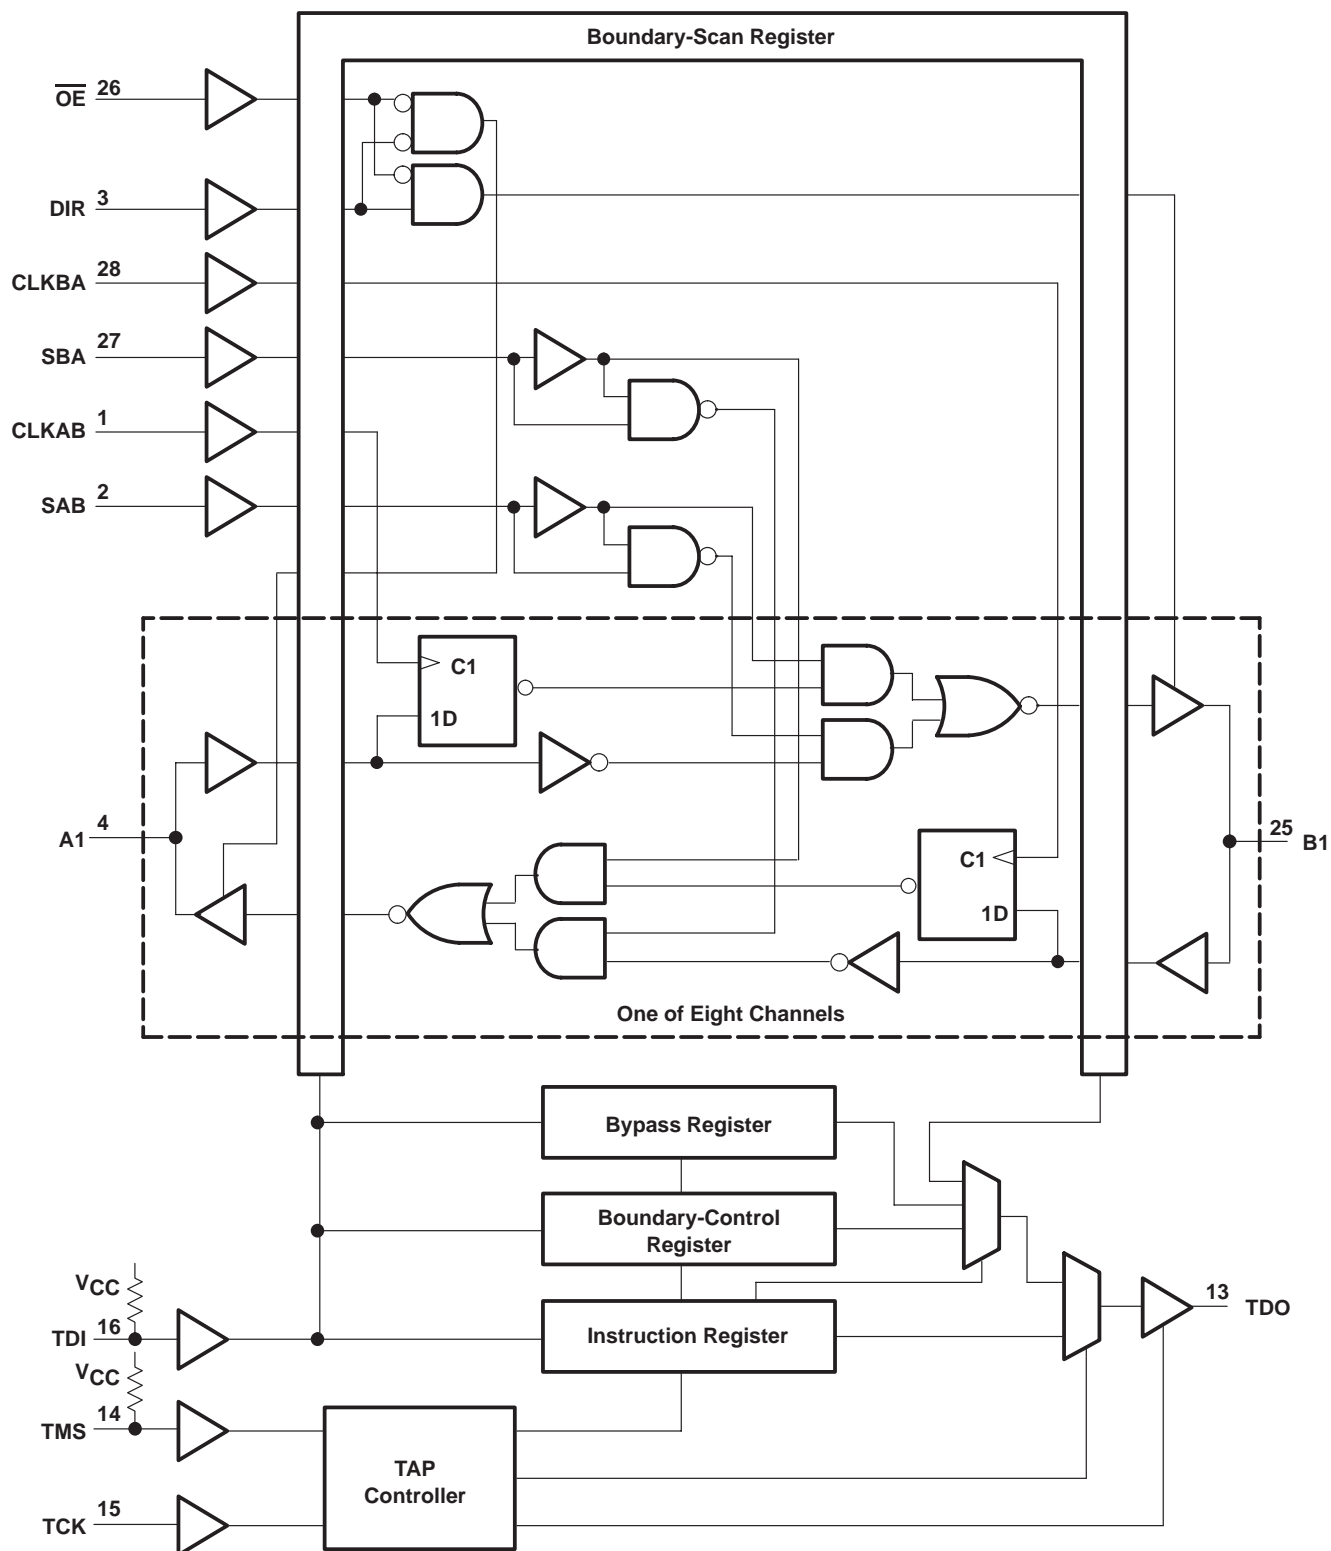 Boundary-Scan Register
OE 26
DIR 3
CLKBA 28
SBA 27
CLKAB 1
SAB 2
C1
1D
A1 4
C1
1D
25 B1
One of Eight Channels
Bypass Register
Boundary-Control
Register
VCC
TDI 16
Instruction Register
13 TDO
VCC
TMS 14
TAP
Controller
TCK 15